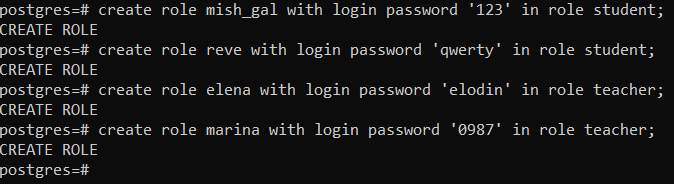 postgres=# create role mish_gal with login password '123' in role student;
CREATE ROLE
postgres=# create role reve with login password 'qwerty' in role student;
CREATE ROLE
postgres=# create role elena with login password 'elodin' in role teacher;
CREATE ROLE
postgres=# create role marina with login password '0987' in role teacher;
CREATE ROLE
postgres=#